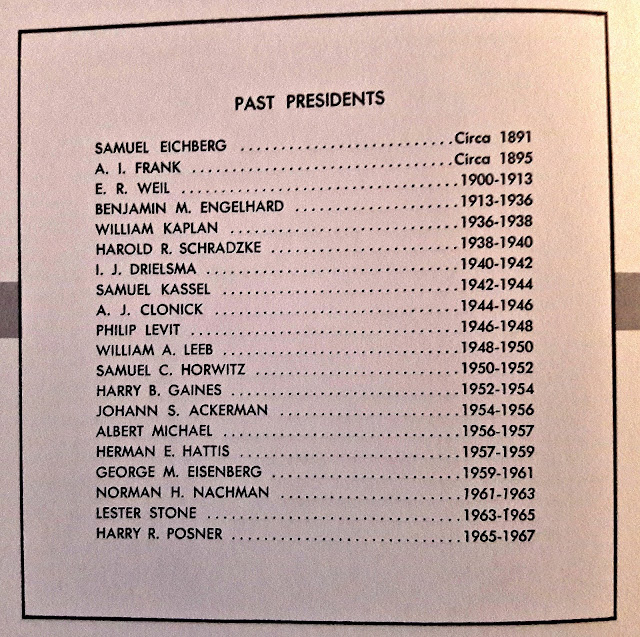 PAST PRESIDENTS
SAMUEL EICHBERG ........................ Circa 1891
A. I. FRANK ........................ Circa 1895
E. R. WEIL ........................ 1900-1913
BENJAMIN M. ENGELHARD ........................ 1913-1936
WILLIAM KAPLAN ........................ 1936-1938
HAROLD R. SCHRADZKE ........................ 1938-1940
I. J. DRIELSMA ........................ 1940-1942
SAMUEL KASSEL ........................ 1942-1944
A. J. CLONICK ........................ 1944-1946
PHILIP LEVIT ........................ 1946-1948
WILLIAM A. LEEB ........................ 1948-1950
SAMUEL C. HORWITZ ........................ 1950-1952
HARRY B. GAINES ........................ 1952-1954
JOHANN S. ACKERMAN ........................ 1954-1956
ALBERT MICHAEL ........................ 1956-1957
HERMAN E. HATTIS ........................ 1957-1959
GEORGE M. EISENBERG ........................ 1959-1961
NORMAN H. NACHMAN ........................ 1961-1963
LESTER STONE ........................ 1963-1965
HARRY R. POSNER ........................ 1965-1967